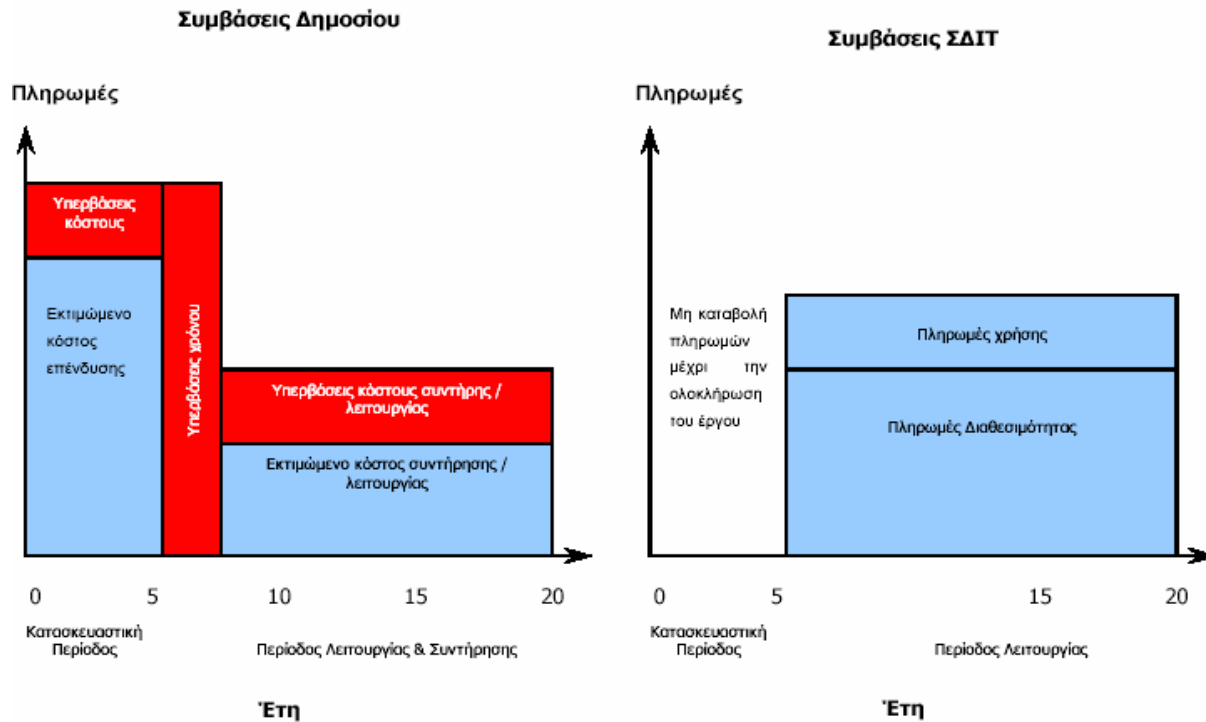 Συμβάσεις Δημοσίου
Πληρωμές
Υπερβάσεις
κόστους
Εκτιμώμενο
κόστος
επένδυσης
Υπερβάσεις χρόνου
Υπερβάσεις κόστους συντήρης /
λειτουργίας
Εκτιμώμενο κόστος συντήρησης /
λειτουργίας
0 5 10 15 20
Κατασκευαστική
Περίοδος
Περίοδος Λειτουργίας & Συντήρησης
Έτη
Συμβάσεις ΣΔΙΤ
Πληρωμές
Μη καταβολή
πληρωμών
μέχρι την
ολοκλήρωση
του έργου
Πληρωμές χρήσης
Πληρωμές Διαθεσιμότητας
0 5 15 20
Κατασκευαστική
Περίοδος
Περίοδος Λειτουργίας
Έτη